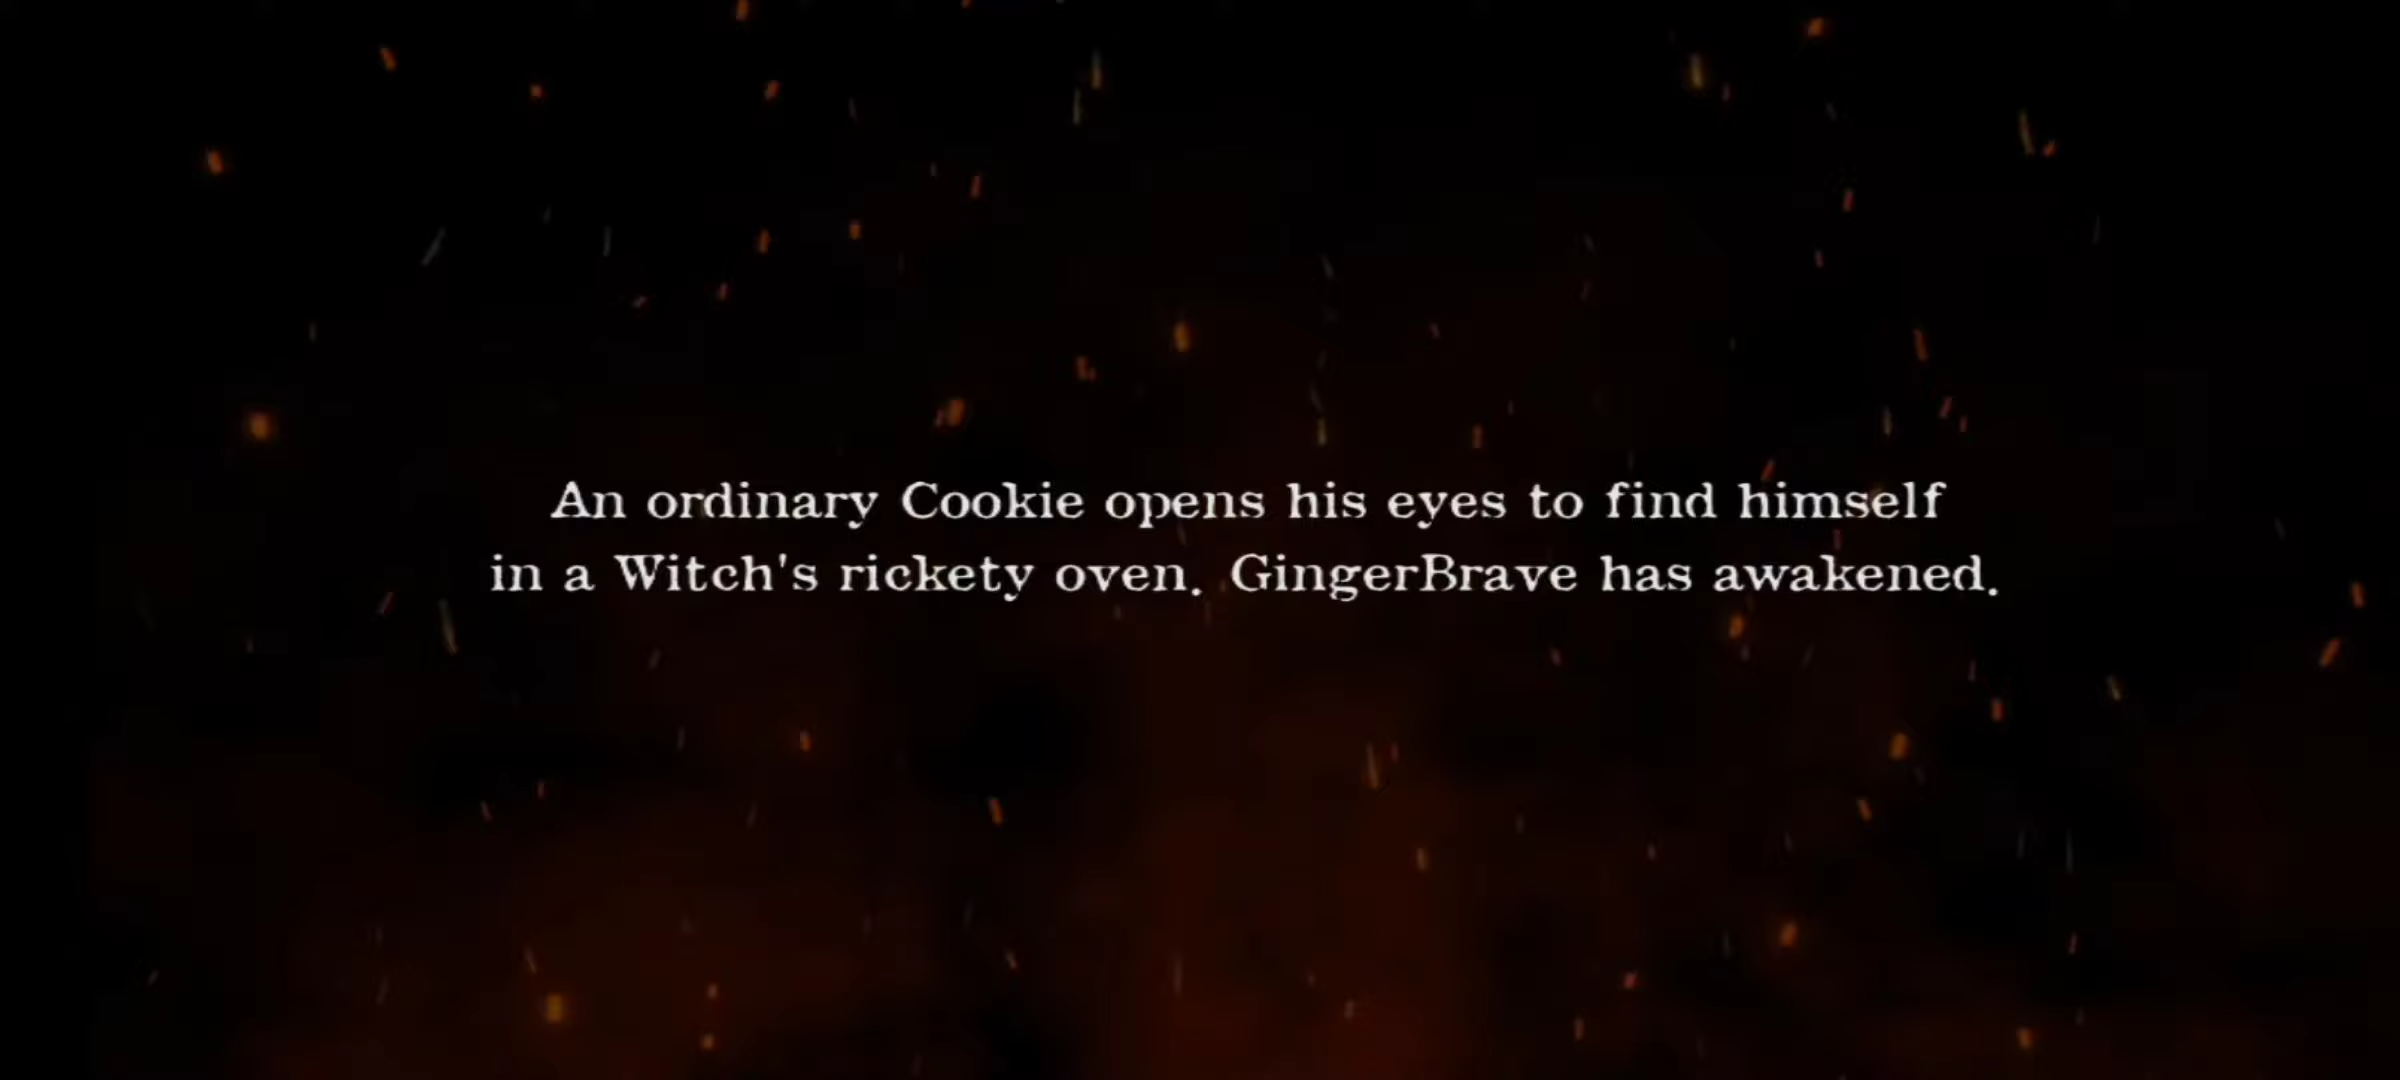 An ordinary Cookie opens his eyes to find himself
in a Witch's rickety oven. GingerBrave has awakened.